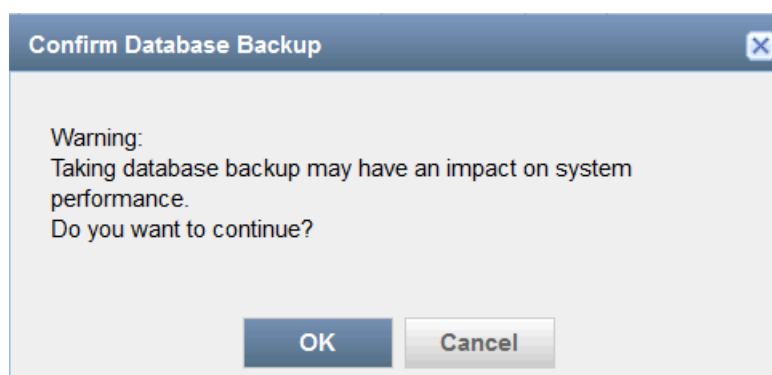 Confirm Database Backup
Warning:
Taking database backup may have an impact on system
performance.
Do you want to continue?
OK
Cancel